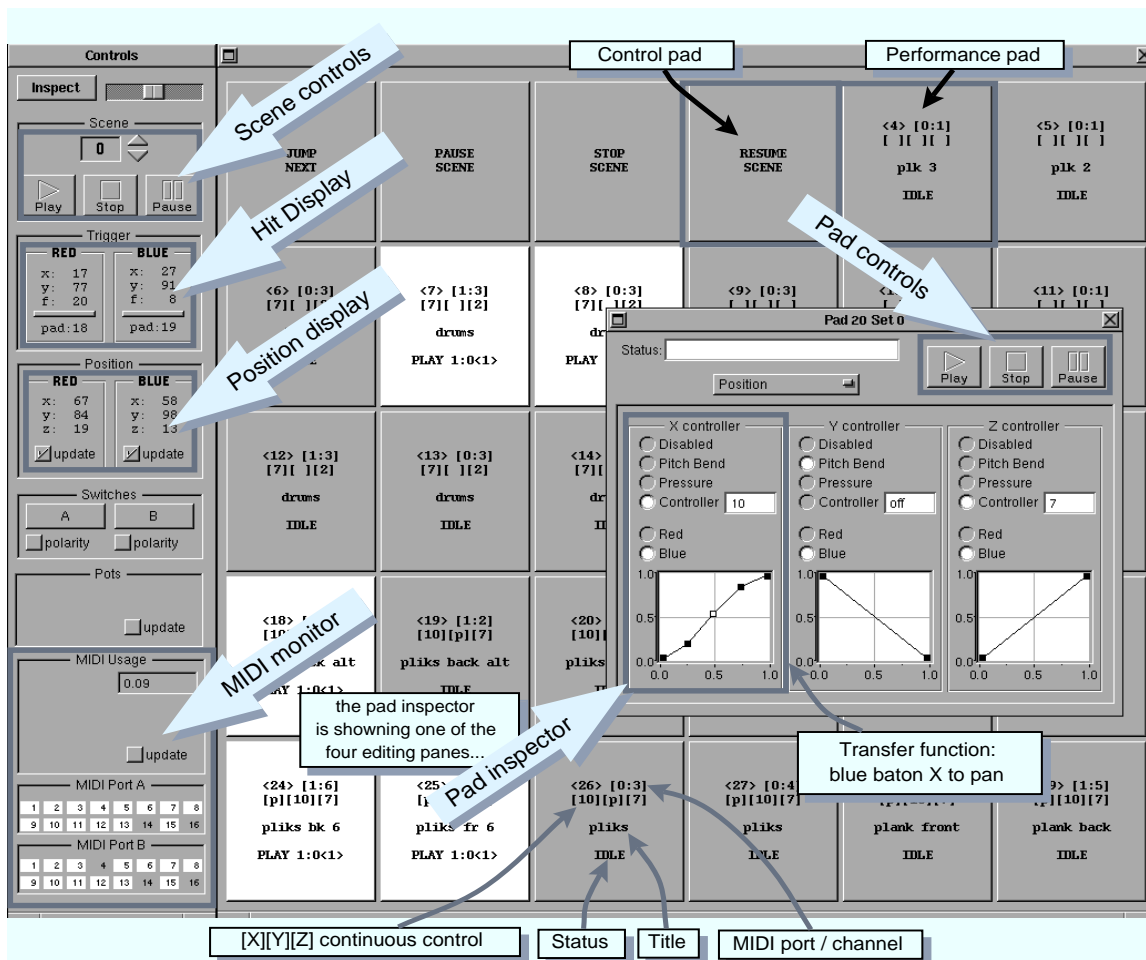 Control pad
Performance pad
Controls
Inspect
Scene controls
Scene
0
Play
Stop
Pause
Hit Display
Trigger
RED
x: 17
y: 77
f: 20
pad:18
BLUE
x: 27
y: 91
f: 8
pad:19
Position display
Position
RED
x: 67
y: 84
z: 19
update
BLUE
x: 58
y: 98
z: 13
update
Switches
A
B
polarity
polarity
Pots
update
MIDI monitor
MIDI Usage
0.09
update
MIDI Port A
1 2 3 4 5 6 7 8
9 10 11 12 13 14 15 16
MIDI Port B
1 2 3 4 5 6 7 8
9 10 11 12 13 14 15 16
JUMP
NEXT
PAUSE
SCENE
STOP
SCENE
RESUME
SCENE
<4> [0:1]
[ ][ ][ ]
plk 3
IDLE
<5> [0:1]
[ ][ ][ ]
plk 2
IDLE
<6> [0:3]
[7][ ][2]
<7> [1:3]
[7][ ][2]
drums
PLAY 1:0<1>
<8> [0:3]
[7][ ][2]
PLAY
<9> [0:3]
[ ][ ][ ]
<11> [0:1]
[ ][ ][ ]
Pad controls
Pad 20 Set 0
Status:
Position
Play
Stop
Pause
X controller
Disabled
Pitch Bend
Pressure
Controller 10
Red
Blue
1.0
0.5
0.0
0.0 0.5 1.0
Y controller
Disabled
Pitch Bend
Pressure
Controller off
Red
Blue
1.0
0.5
0.0
0.0 0.5 1.0
Z controller
Disabled
Pitch Bend
Pressure
Controller 7
Red
Blue
1.0
0.5
0.0
0.0 0.5 1.0
<12> [1:3]
[7][ ][2]
drums
IDLE
<13> [0:3]
[7][ ][2]
drums
IDLE
<14>
[7][
<18>
alt
PLAY 1:0<1>
<19> [1:2]
[10][p][7]
pliks back alt
IDLE
<20>
[10]
pliks
the pad inspector
is showning one of the
four editing panes...
Pad inspector
Transfer function:
blue baton X to pan
<24> [1:6]
[p][10][7]
pliks bk 6
PLAY 1:0<1>
<25>
pliks fr 6
PLAY 1:0<1>
<26> [0:3]
[10][p][7]
pliks
IDLE
<27> [0:4]
[p][10][7]
pliks
IDLE
plank front
IDLE
[1:5]
[p][10][7]
plank back
IDLE
[X][Y][Z] continuous control
Status
Title
MIDI port / channel